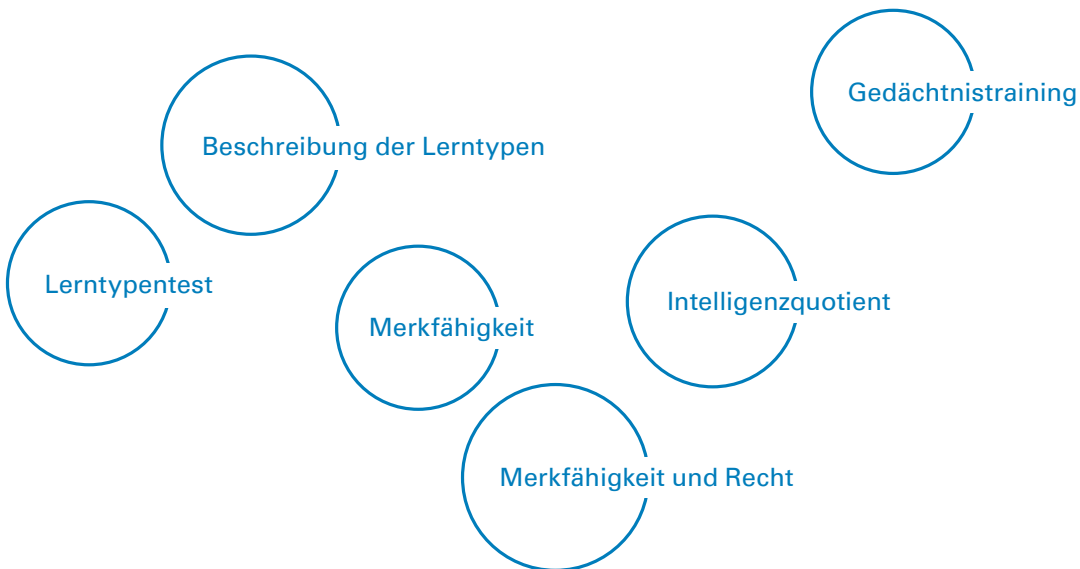 Gedächtnistraining
Beschreibung der Lerntypen
Lerntypentest
Intelligenzquotient
Merkfähigkeit
Merkfähigkeit und Recht